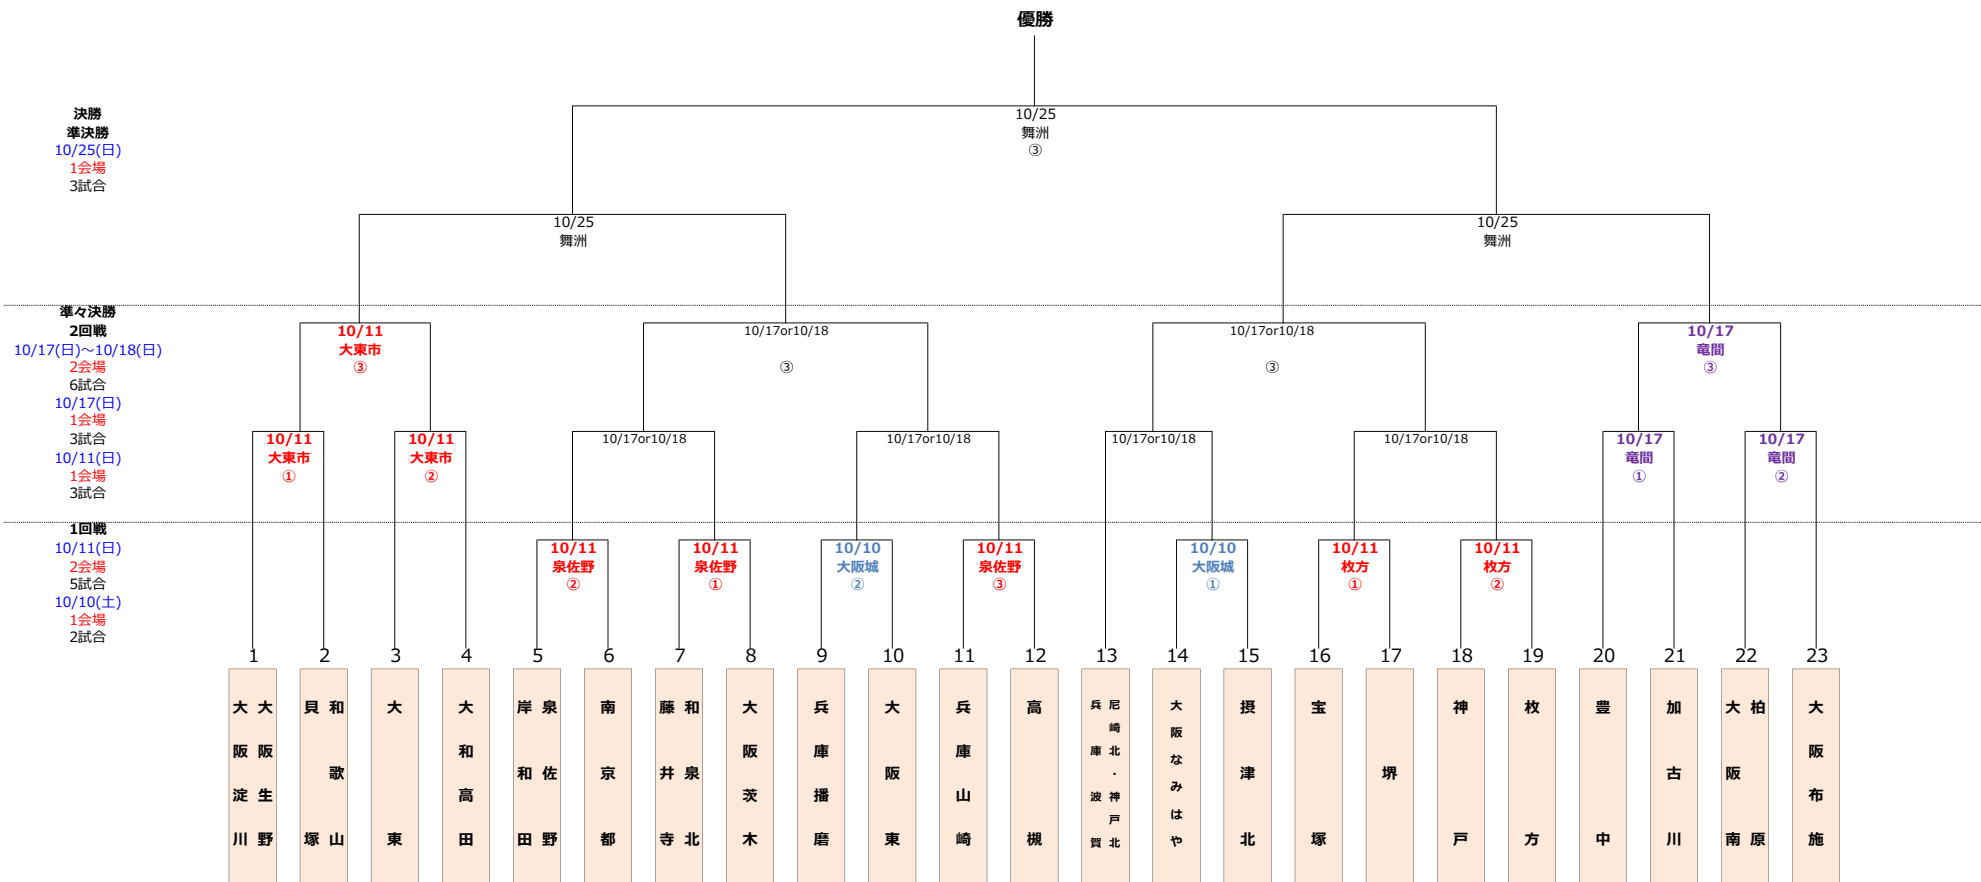 優勝
決勝
準決勝
10/25(日)
1会場
3試合
10/25
舞洲
③
10/25
舞洲
10/25
舞洲
準々決勝
2回戦
10/17(日)～10/18(日)
2会場
6試合
10/17(日)
1会場
3試合
10/11(日)
1会場
3試合
10/11
大東市
③
10/17or10/18
③
10/17or10/18
③
10/17
竜間
③
10/11
大東市
①
10/11
大東市
②
10/17or10/18
10/17or10/18
10/17or10/18
10/17or10/18
10/17
竜間
①
10/17
竜間
②
1回戦
10/11(日)
2会場
5試合
10/10(土)
1会場
2試合
10/11
泉佐野
②
10/11
泉佐野
①
10/10
大阪城
②
10/11
泉佐野
③
10/10
大阪城
①
10/11
枚方
①
10/11
枚方
②
1
大阪生野
大阪淀川
2
和歌山
貝塚
3
大東
4
大和高田
5
泉佐野
岸和田
6
南京都
7
和泉北
藤井寺
8
大阪茨木
9
兵庫播磨
10
大阪東
11
兵庫山崎
12
高槻
13
尼崎北・神戸北
兵庫波賀
14
大阪なみはや
15
摂津北
16
宝塚
17
堺
18
神戸
19
枚方
20
豊中
21
加古川
22
柏原
大阪南
23
大阪布施